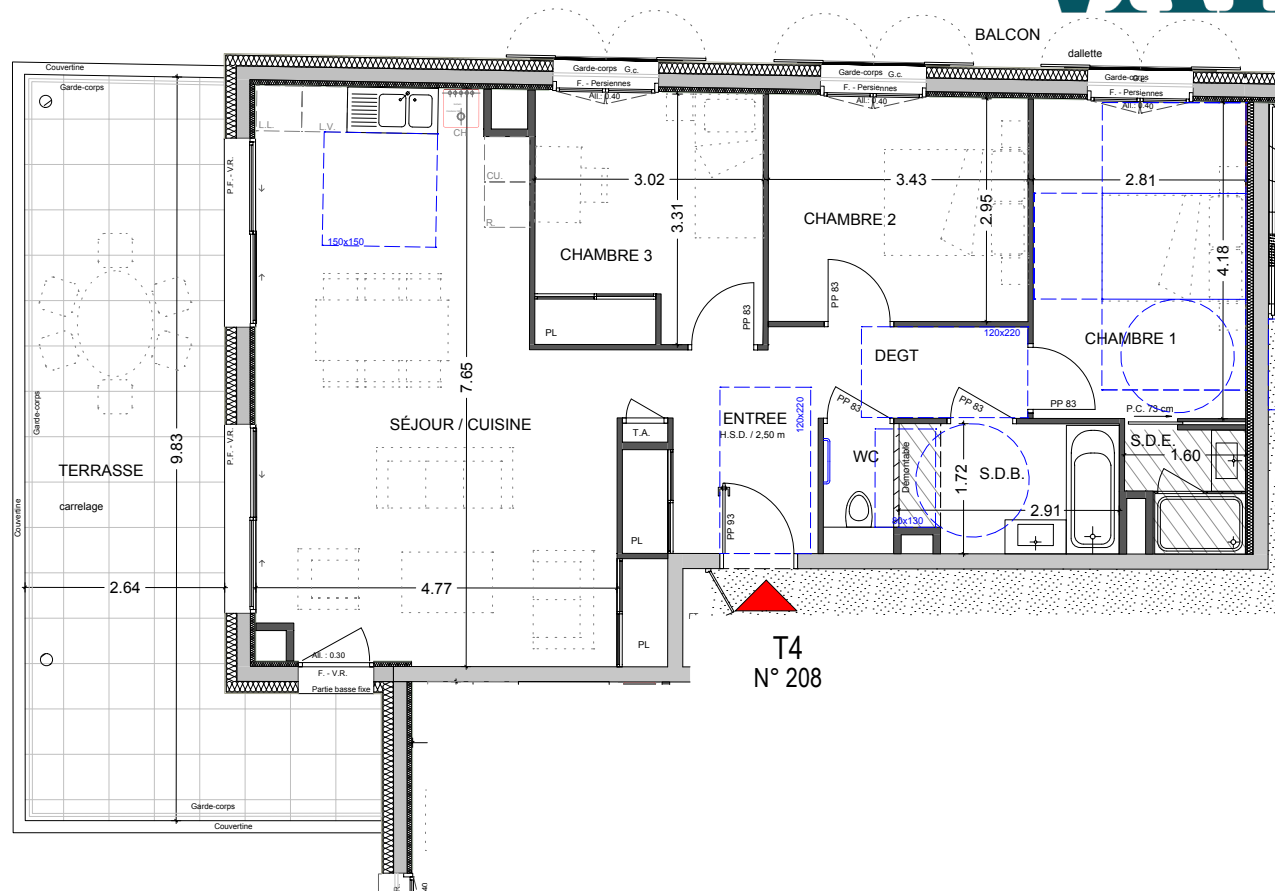 BALCON
dallette
Couvertine
Garde-corps
Garde-corps G.c.
F. - Persiennes
All.: 0.40
Garde-corps G.c.
F. - Persiennes
All.: 0.40
Garde-corps
G.c.
F. - Persiennes
All.: 0.40
P.F. - V.R.
L.L.
L.V.
CH
CU.
R.
150x150
3.02
3.31
CHAMBRE 3
PL
PP 83
3.43
2.95
CHAMBRE 2
PP 83
2.81
4.18
CHAMBRE 1
PP 83
P.C. 73 cm
120x220
DEGT
7.65
SÉJOUR / CUISINE
T.A.
ENTREE
H.S.D. / 2,50 m
120x220
PP 83
PP 83
WC
Démontable
80x130
S.D.B.
1.72
2.91
S.D.E.
1.60
PP 93
PL
PL
4.77
Garde-corps
P.F. - V.R.
TERRASSE
carrelage
9.83
Couvertine
2.64
All. : 0.30
F. - V.R.
Partie basse fixe
T4
N° 208
Garde-corps
Couvertine
R.
40